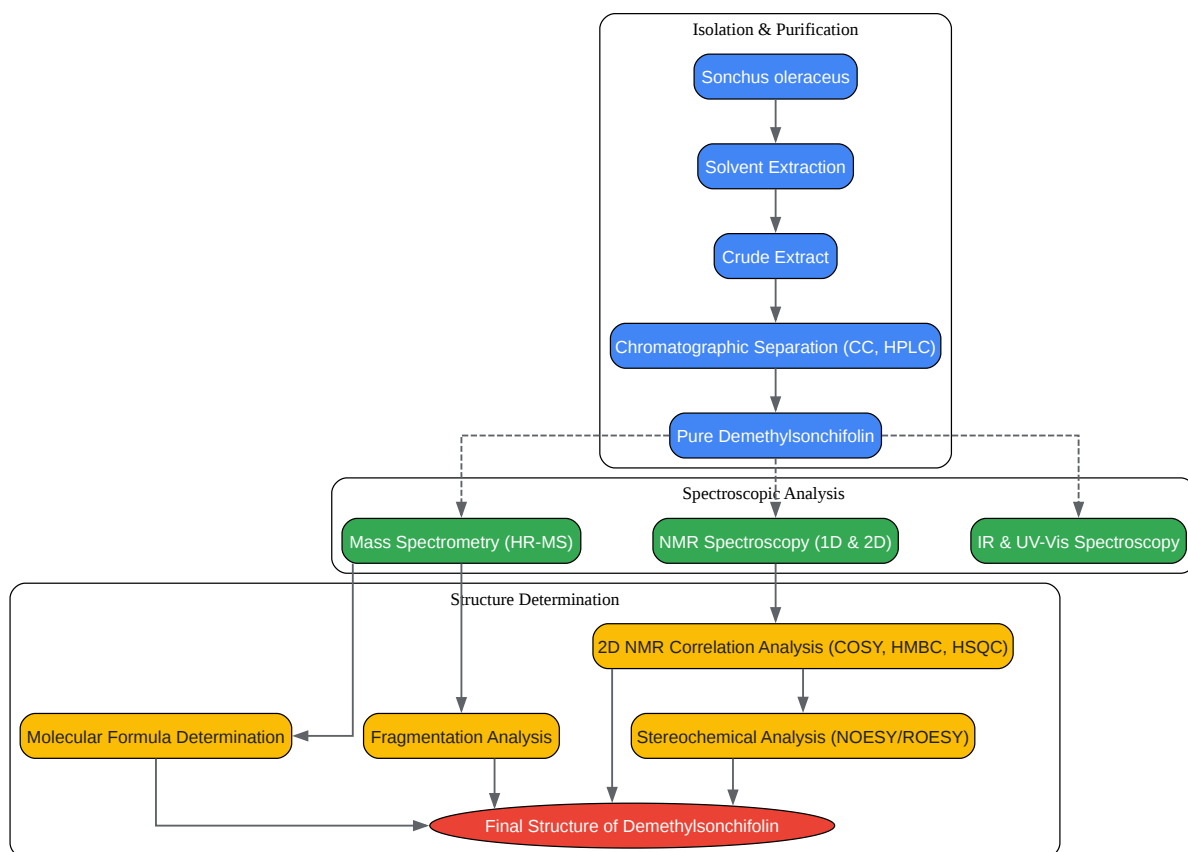 Isolation & Purification
Sonchus oleraceus
Solvent Extraction
Crude Extract
Chromatographic Separation (CC, HPLC)
Pure Demethylsonchifolin
Spectroscopic Analysis
Mass Spectrometry (HR-MS)
NMR Spectroscopy (1D & 2D)
IR & UV-Vis Spectroscopy
Structure Determination
2D NMR Correlation Analysis (COSY, HMBC, HSQC)
Molecular Formula Determination
Fragmentation Analysis
Stereochemical Analysis (NOESY/ROESY)
Final Structure of Demethylsonchifolin